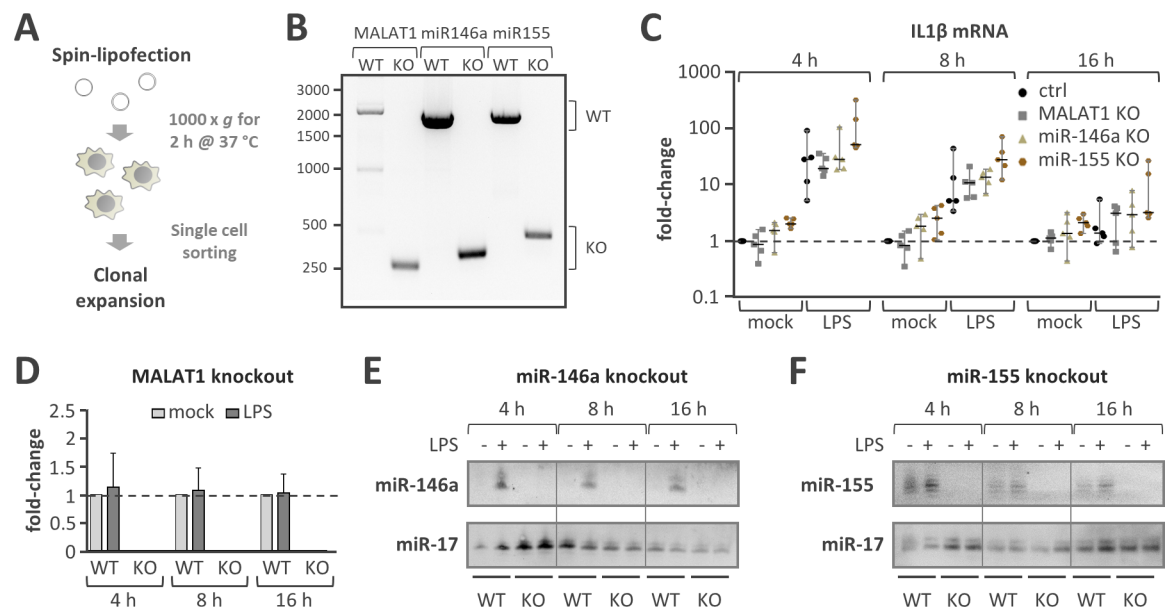 A
Spin-lipofection
1000 x g for
2 h @ 37 °C
Single cell
sorting
Clonal
expansion
B
MALAT1 miR146a miR155
WT KO WT KO WT KO
3000
2000
1500
1000
500
250
WT
KO
C
IL1β mRNA
4 h 8 h 16 h
ctrl
MALAT1 KO
miR-146a KO
miR-155 KO
fold-change
1000
100
10
1
0.1
mock LPS mock LPS mock LPS
D
MALAT1 knockout
mock LPS
fold-change
2.5
2
1.5
1
0.5
0
WT KO WT KO WT KO
4 h 8 h 16 h
E
miR-146a knockout
4 h 8 h 16 h
LPS - + - + - + - + - + - +
miR-146a
miR-17
WT KO WT KO WT KO
F
miR-155 knockout
4 h 8 h 16 h
LPS - + - + - + - + - + - +
miR-155
miR-17
WT KO WT KO WT KO